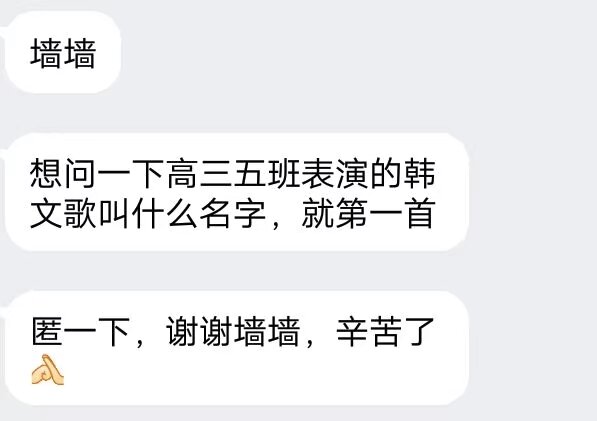 墙墙
想问一下高三五班表演的韩
文歌叫什么名字，就第一首
匿一下，谢谢墙墙，辛苦了
🙏🏻